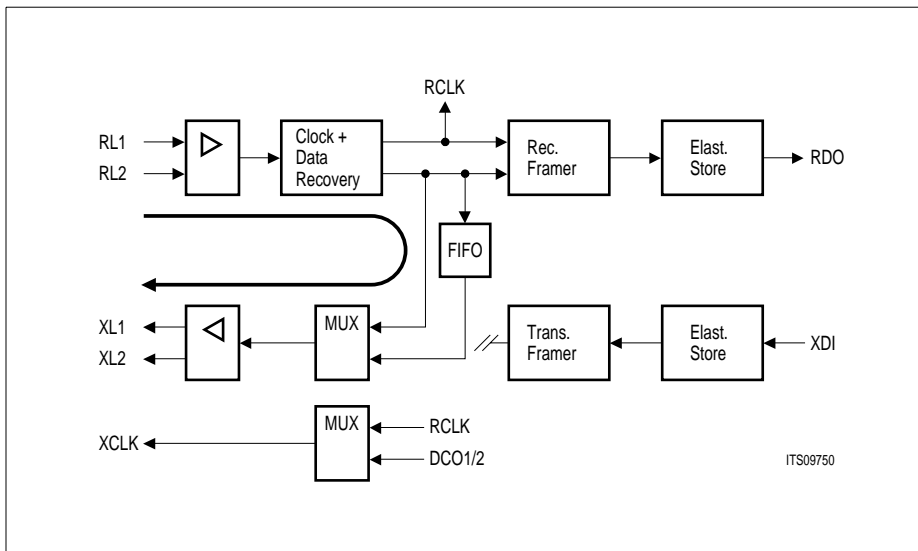 RCLK
RL1
RL2
Clock +
Data
Recovery
Rec.
Framer
Elast.
Store
RDO
FIFO
XL1
XL2
MUX
Trans.
Framer
Elast.
Store
XDI
XCLK
MUX
RCLK
DCO1/2
ITS09750